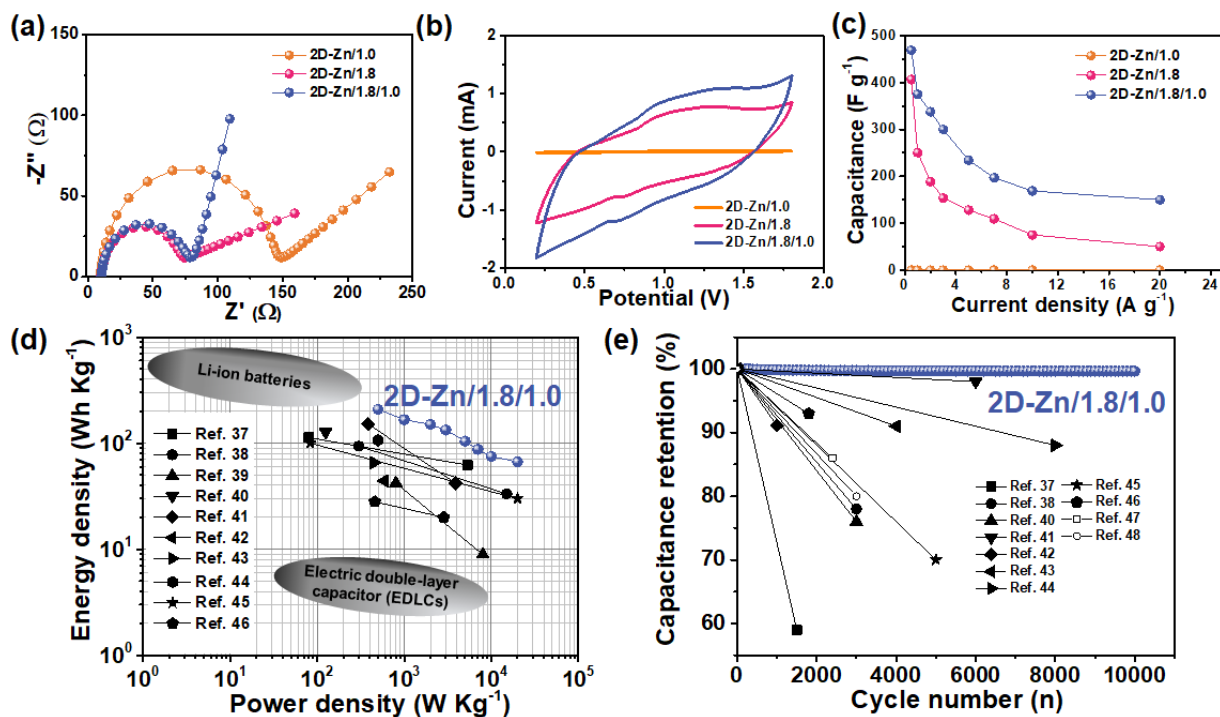 (a)
150
100
50
0
0 50 100 150 200 250
-Z'' (Ω)
Z' (Ω)
2D-Zn/1.0
2D-Zn/1.8
2D-Zn/1.8/1.0
(b)
2
1
0
-1
-2
0.0 0.5 1.0 1.5 2.0
Current (mA)
Potential (V)
2D-Zn/1.0
2D-Zn/1.8
2D-Zn/1.8/1.0
(c)
500
400
300
200
100
0
0 4 8 12 16 20 24
Capacitance (F g⁻¹)
Current density (A g⁻¹)
2D-Zn/1.0
2D-Zn/1.8
2D-Zn/1.8/1.0
(d)
10³
10²
10¹
10⁰
10⁰ 10¹ 10² 10³ 10⁴ 10⁵
Energy density (Wh Kg⁻¹)
Power density (W Kg⁻¹)
Li-ion batteries
2D-Zn/1.8/1.0
Ref. 37
Ref. 38
Ref. 39
Ref. 40
Ref. 41
Ref. 42
Ref. 43
Ref. 44
Ref. 45
Ref. 46
Electric double-layer
capacitor (EDLCs)
(e)
100
90
80
70
60
0 2000 4000 6000 8000 10000
Capacitance retention (%)
Cycle number (n)
2D-Zn/1.8/1.0
Ref. 37
Ref. 38
Ref. 40
Ref. 41
Ref. 42
Ref. 43
Ref. 44
Ref. 45
Ref. 46
Ref. 47
Ref. 48